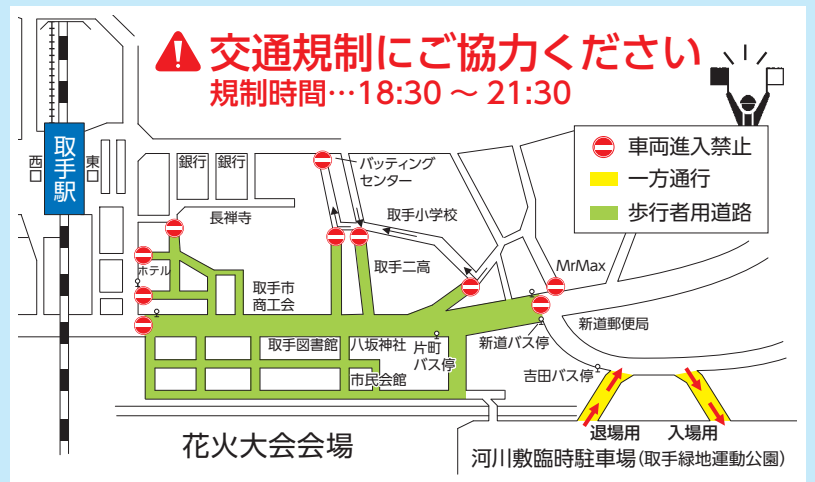 交通規制にご協力ください
規制時間…18:30 ～ 21:30
車両進入禁止
一方通行
歩行者用道路
取手駅
西口
東口
銀行
銀行
バッティング
センター
長禅寺
取手小学校
ホテル
取手市
商工会
取手二高
MrMax
新道郵便局
取手図書館
八坂神社
片町
バス停
新道バス停
市民会館
吉田バス停
花火大会会場
退場用
入場用
河川敷臨時駐車場(取手緑地運動公園)